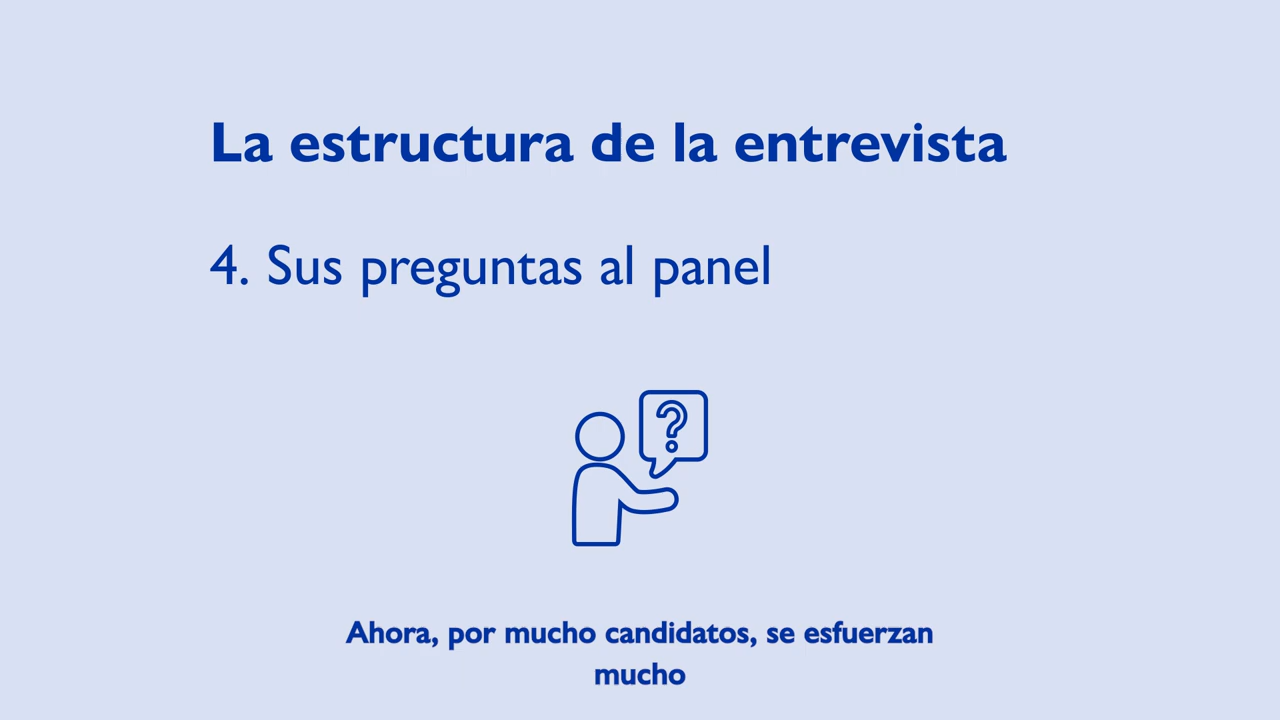 La estructura de la entrevista
4. Sus preguntas al panel
?
Ahora, por mucho candidatos, se esfuerzan
mucho